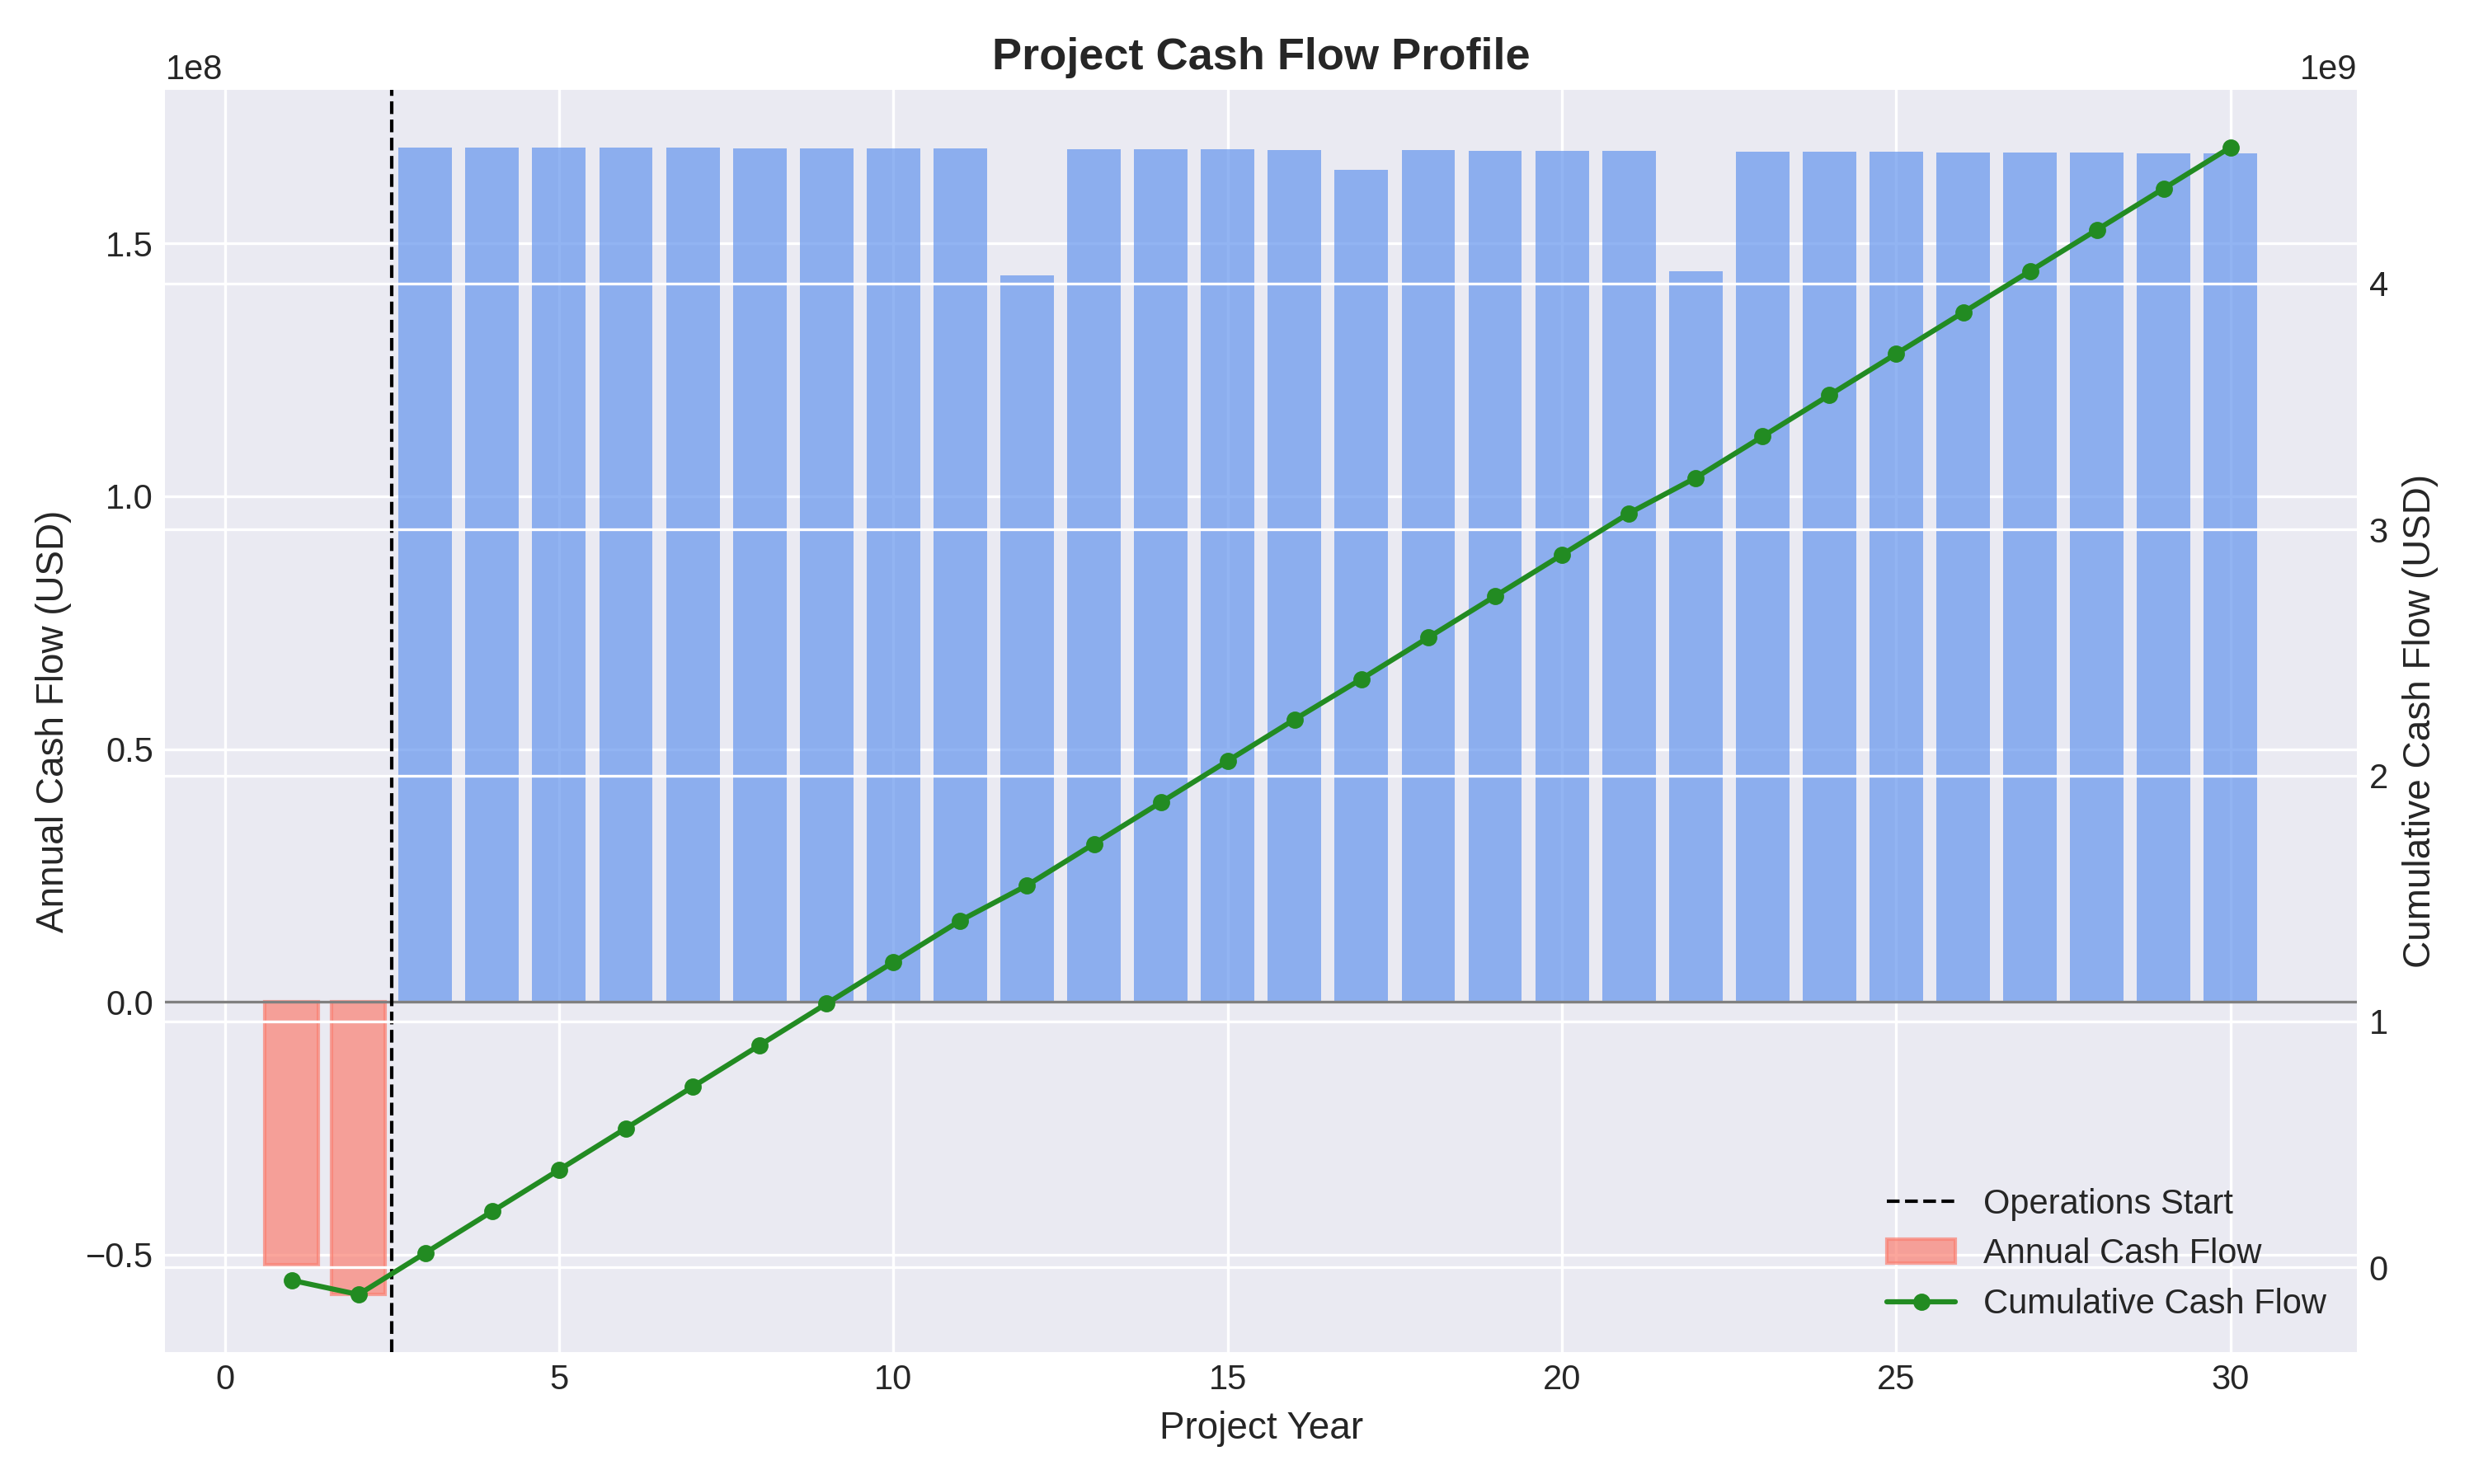 Project Cash Flow Profile
1e8
1e9
1.5
1.0
0.5
0.0
−0.5
Annual Cash Flow (USD)
4
3
2
1
0
Cumulative Cash Flow (USD)
Operations Start
Annual Cash Flow
Cumulative Cash Flow
0 5 10 15 20 25 30
Project Year